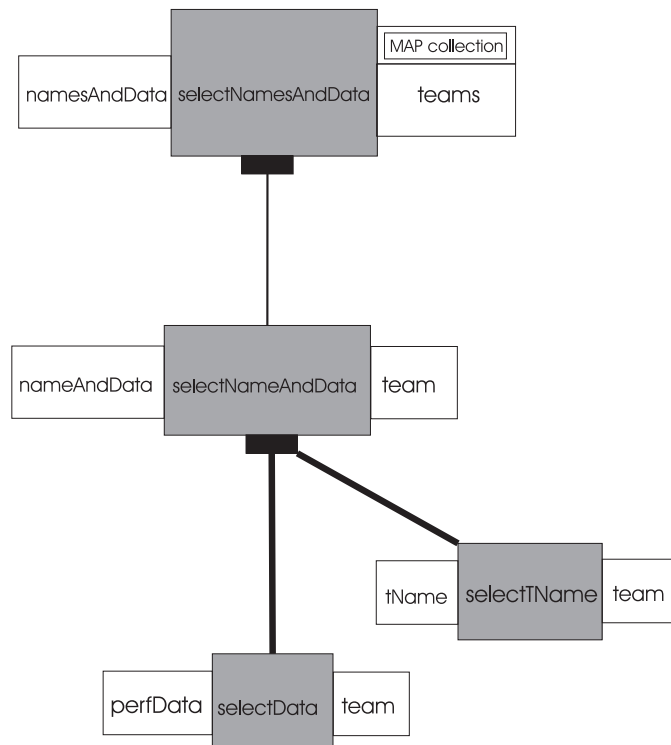 MAP collection
namesAndData selectNamesAndData teams
nameAndData selectNameAndData team
tName selectTName team
perfData selectData team